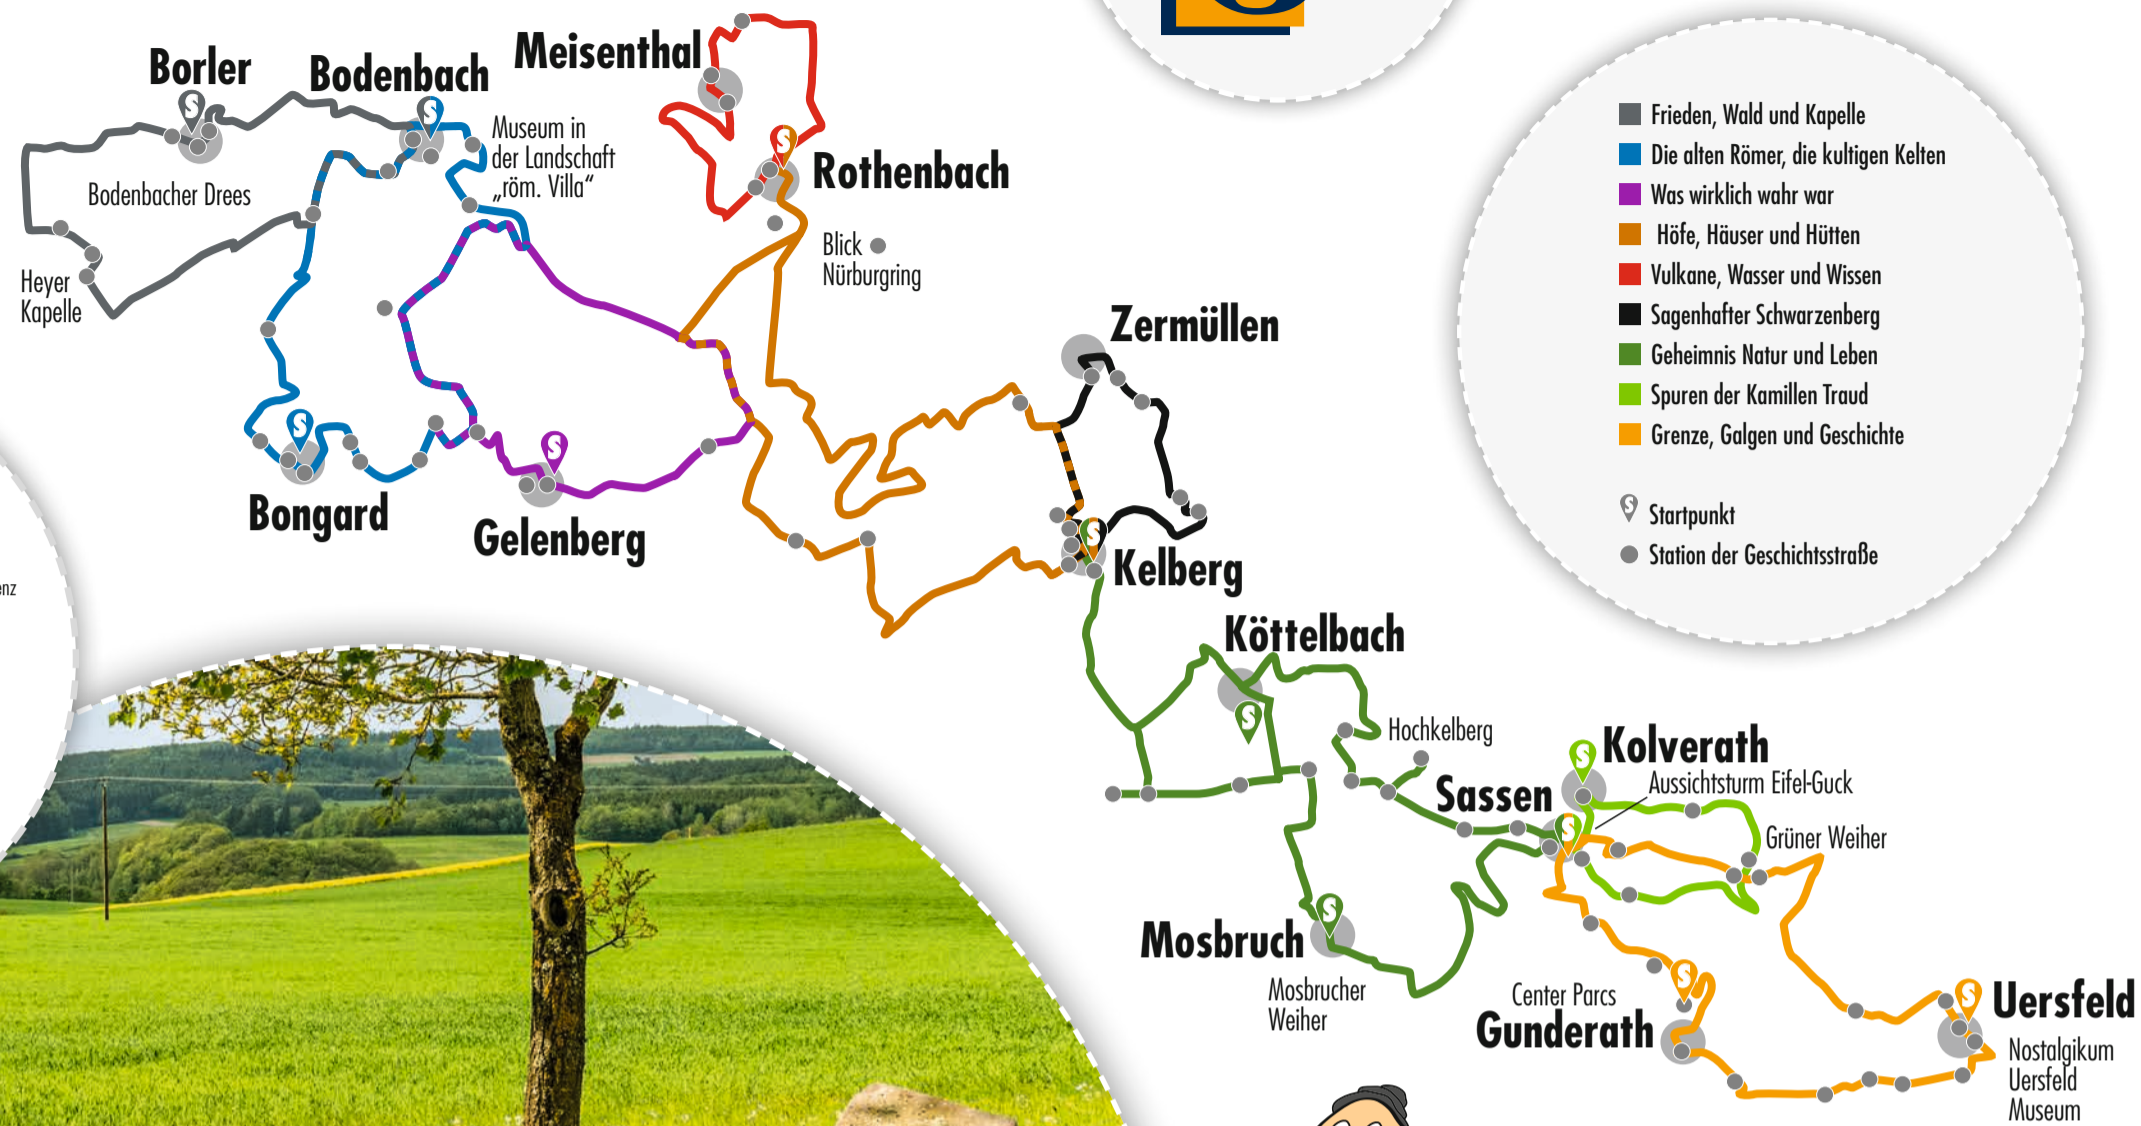 Borler
Bodenbach
Meisenthal
Museum in
der Landschaft
„röm. Villa“
Bodenbacher Drees
Rothenbach
Blick
Nürburgring
Heyer
Kapelle
Zermüllen
Bongard
Gelenberg
Kelberg
Köttelbach
Hochkelberg
Kolverath
Aussichtsturm Eifel-Guck
Sassen
Grüner Weiher
Mosbruch
Mosbrucher
Weiher
Center Parcs
Gunderath
Uersfeld
Nostalgikum
Uersfeld
Museum
Frieden, Wald und Kapelle
Die alten Römer, die kultigen Kelten
Was wirklich wahr war
Höfe, Häuser und Hütten
Vulkane, Wasser und Wissen
Sagenhafter Schwarzenberg
Geheimnis Natur und Leben
Spuren der Kamillen Traud
Grenze, Galgen und Geschichte
S Startpunkt
Station der Geschichtsstraße